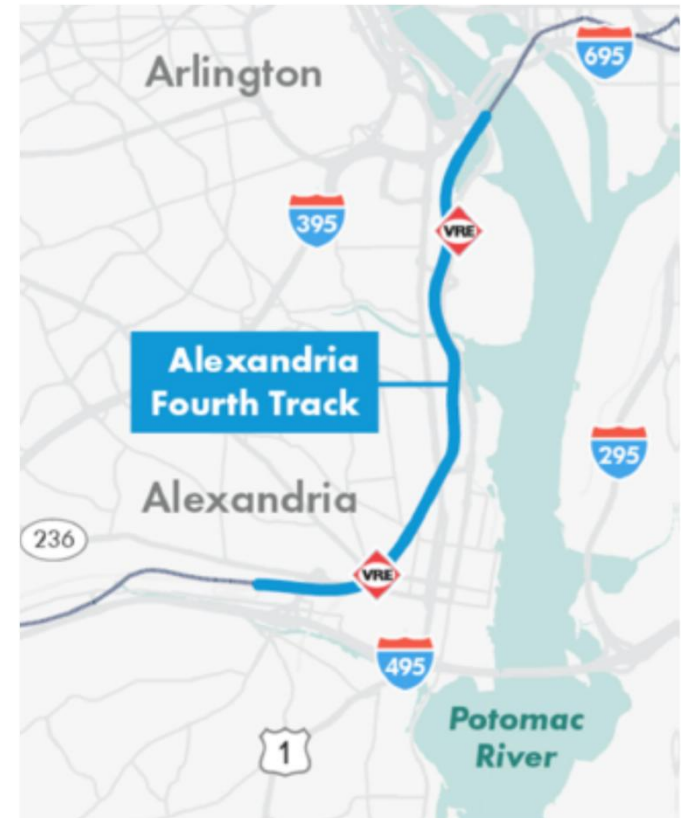 695
Arlington
395
VRE
Alexandria
Fourth Track
295
Alexandria
236
VRE
495
Potomac
River
1